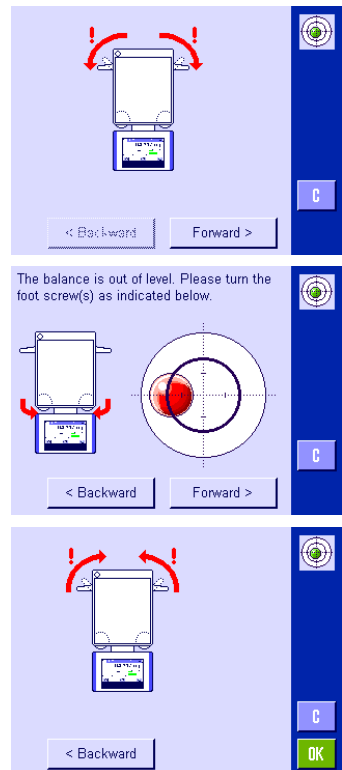 !
!
C
< Backward
Forward >
The balance is out of level. Please turn the
foot screw(s) as indicated below.
C
< Backward
Forward >
!
!
C
< Backward
OK